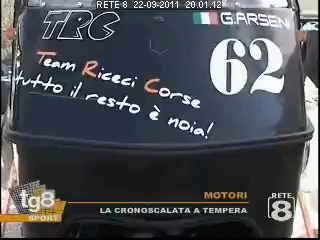 RETE 8 22-09-2011 20.01.12
TRC
G.ARSEN
62
Team Riceci Corse
tutto il resto è noia!
tg8
SPORT
MOTORI
LA CRONOSCALATA A TEMPERA
RETE
8